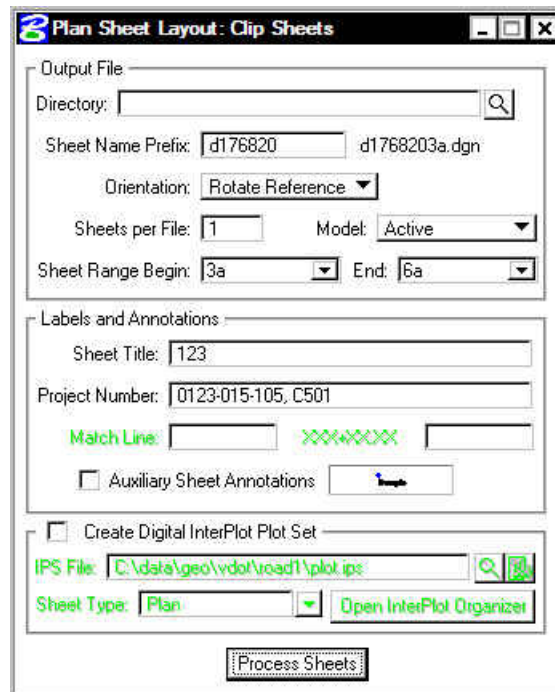 Plan Sheet Layout: Clip Sheets
Output File
Directory:
Sheet Name Prefix: d176820 d1768203a.dgn
Orientation: Rotate Reference
Sheets per File: 1 Model: Active
Sheet Range Begin: 3a End: 6a
Labels and Annotations
Sheet Title: 123
Project Number: 0123-015-105, C501
Match Line: XXX+XX.XX
Auxiliary Sheet Annotations
Create Digital InterPlot Plot Set
IPS File: C:\data\geo\vdot\road1\plot.ips
Sheet Type: Plan Open InterPlot Organizer
Process Sheets